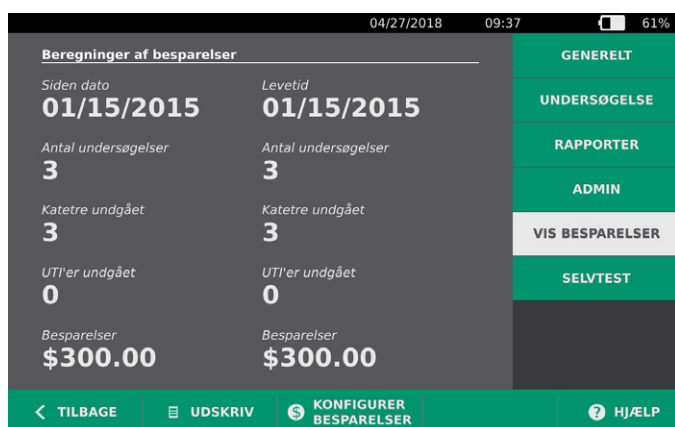 04/27/2018 09:37 61%
Beregninger af besparelser
Siden dato Levetid
01/15/2015 01/15/2015
Antal undersøgelser Antal undersøgelser
3 3
Katetre undgået Katetre undgået
3 3
UTI'er undgået UTI'er undgået
0 0
Besparelser Besparelser
$300.00 $300.00
GENERELT
UNDERSØGELSE
RAPPORTER
ADMIN
VIS BESPARELSER
SELVTEST
TILBAGE
UDSKRIV
$ KONFIGURER
BESPARELSER
? HJÆLP